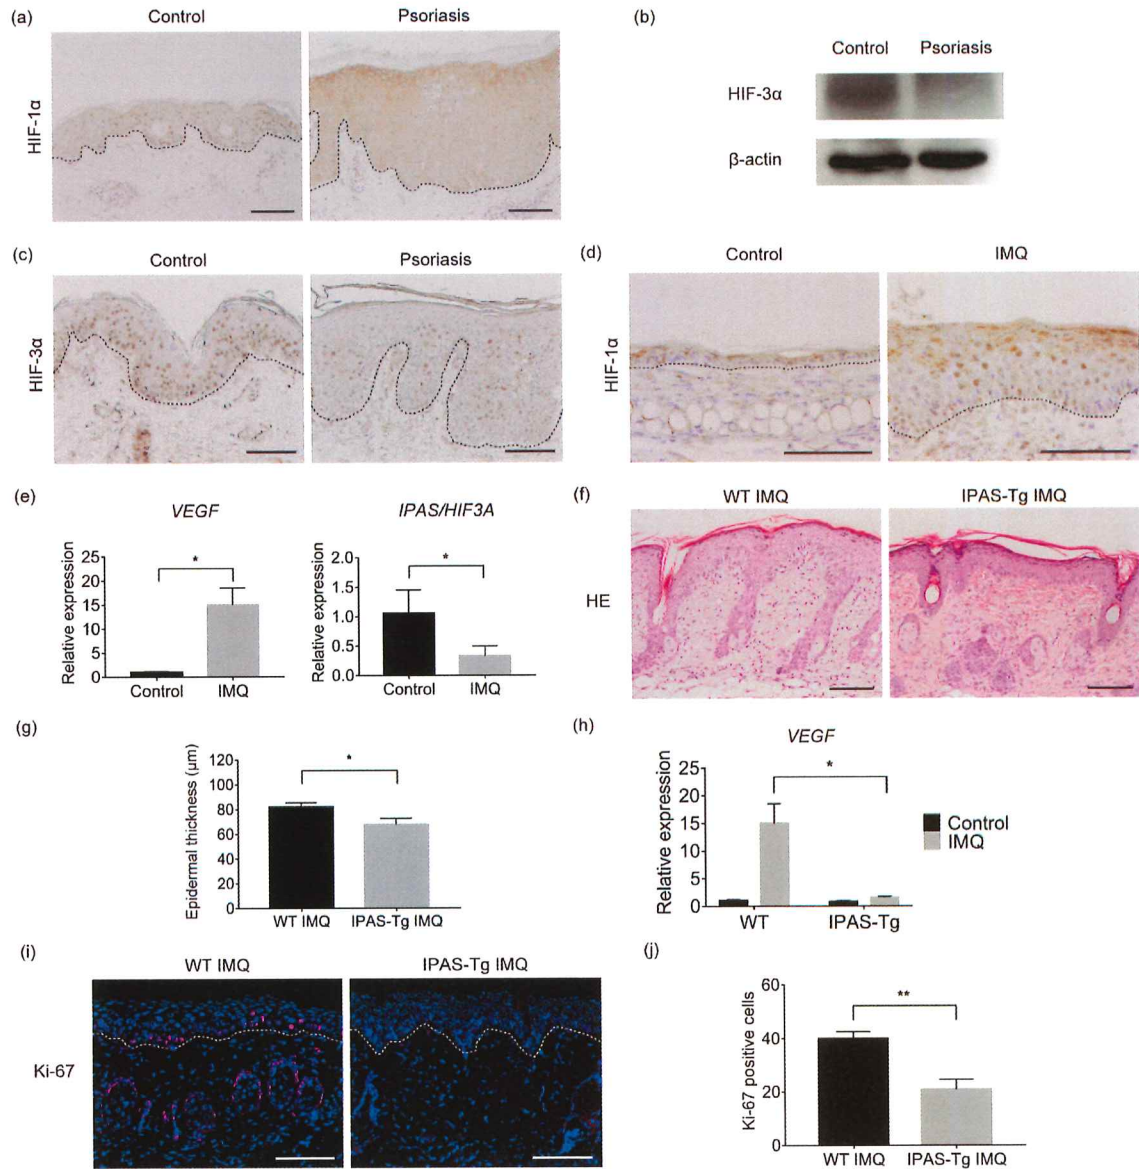 (a)
Control
Psoriasis
HIF-1α
(b)
Control
Psoriasis
HIF-3α
β-actin
(c)
Control
Psoriasis
HIF-3α
(d)
Control
IMQ
HIF-1α
(e)
VEGF
Relative expression
25
20
15
10
5
0
*
Control
IMQ
IPAS/HIF3A
Relative expression
2.0
1.5
1.0
0.5
0.0
*
Control
IMQ
(f)
WT IMQ
IPAS-Tg IMQ
HE
(g)
Epidermal thickness (μm)
120
100
80
60
40
20
0
*
WT IMQ
IPAS-Tg IMQ
(h)
VEGF
Relative expression
25
20
15
10
5
0
*
WT
IPAS-Tg
Control
IMQ
(i)
WT IMQ
IPAS-Tg IMQ
Ki-67
(j)
Ki-67 positive cells
60
40
20
0
**
WT IMQ
IPAS-Tg IMQ